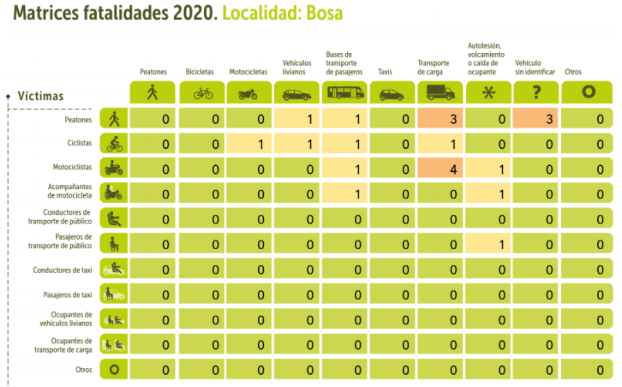 Matrices fatalidades 2020. Localidad: Bosa
Peatones
Bicicletas
Motocicletas
Vehículos
livianos
Buses de
transporte
de pasajeros
Taxis
Transporte
de carga
Autolesión,
volcamiento
o caída de
ocupante
Vehículo
sin identificar
Otros
Víctimas
Peatones 0 0 0 1 1 0 3 0 3 0
Ciclistas 0 0 1 1 1 0 1 0 0 0
Motociclistas 0 0 0 0 1 0 4 1 0 0
Acompañantes
de motocicleta 0 0 0 0 1 0 0 1 0 0
Conductores de
transporte de público 0 0 0 0 0 0 0 0 0 0
Pasajeros de
transporte de público 0 0 0 0 0 0 0 1 0 0
Conductores de taxi 0 0 0 0 0 0 0 0 0 0
Pasajeros de taxi 0 0 0 0 0 0 0 0 0 0
Ocupantes de
vehículos livianos 0 0 0 0 0 0 0 0 0 0
Ocupantes de
transporte de carga 0 0 0 0 0 0 0 0 0 0
Otros 0 0 0 0 0 0 0 0 0 0